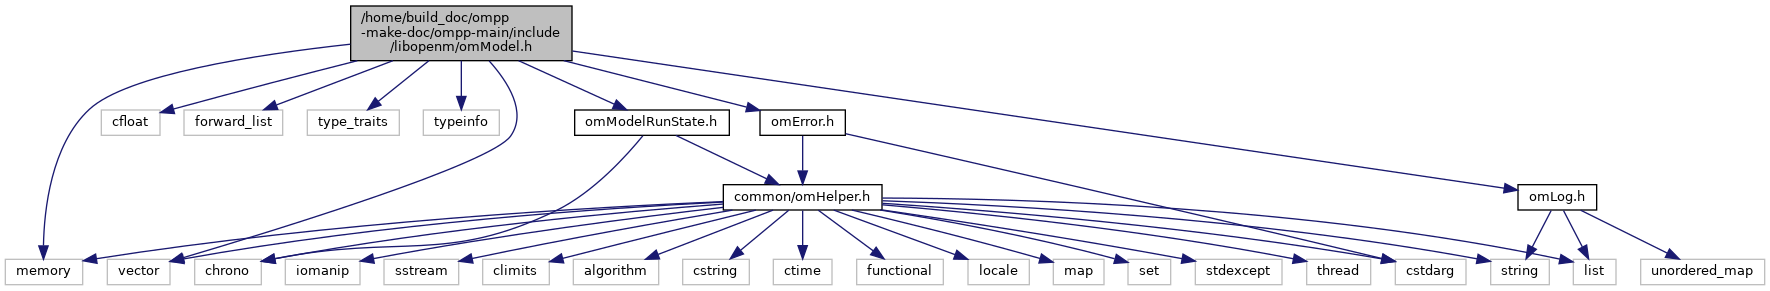 /home/build_doc/ompp
-make-doc/ompp-main/include
/libopenm/omModel.h
cfloat
forward_list
type_traits
typeinfo
omModelRunState.h
omError.h
common/omHelper.h
omLog.h
memory
vector
chrono
iomanip
sstream
climits
algorithm
cstring
ctime
functional
locale
map
set
stdexcept
thread
cstdarg
string
list
unordered_map